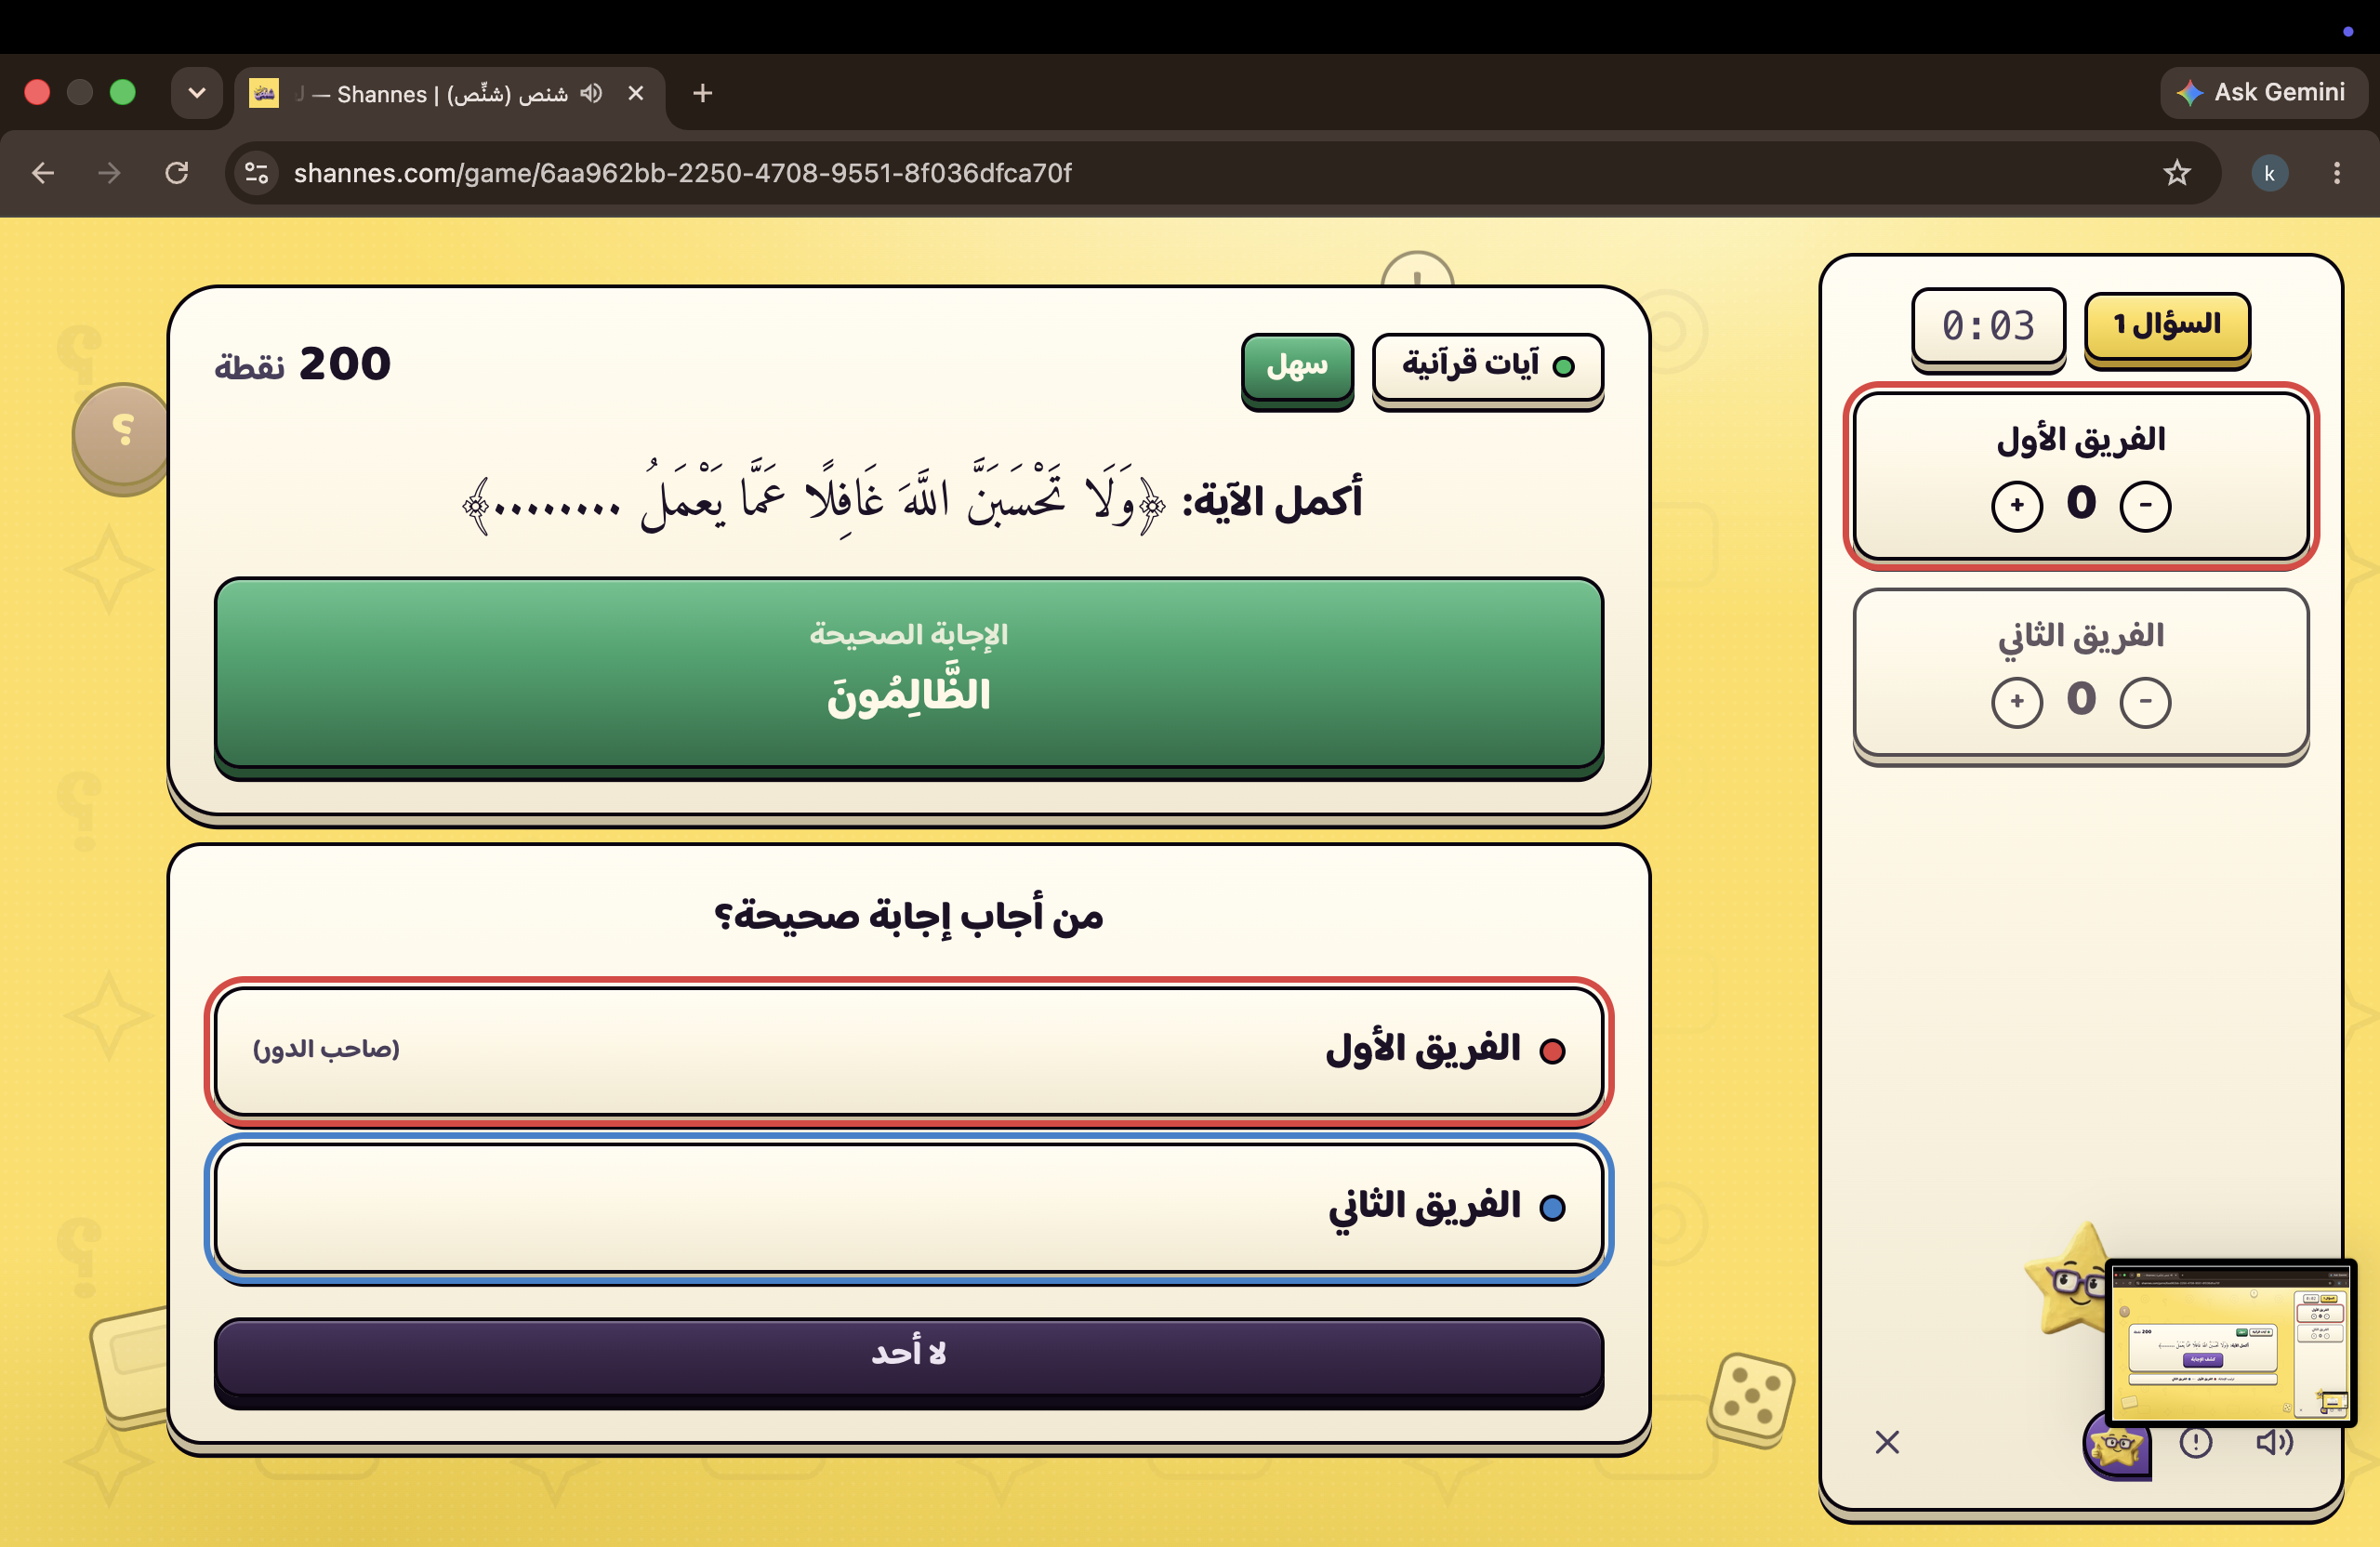 شنص (شنِّص) | Shannes —
Ask Gemini
shannes.com/game/6aa962bb-2250-4708-9551-8f036dfca70f
k
السؤال 1
0:03
الفريق الأول
- 0 +
الفريق الثاني
- 0 +
آيات قرآنية
سهل
200 نقطة
أكمل الآية: ﴿وَلَا تَحْسَبَنَّ اللَّهَ غَافِلًا عَمَّا يَعْمَلُ ........﴾
الإجابة الصحيحة
الظَّالِمُونَ
من أجاب إجابة صحيحة؟
الفريق الأول
(صاحب الدور)
الفريق الثاني
لا أحد
؟